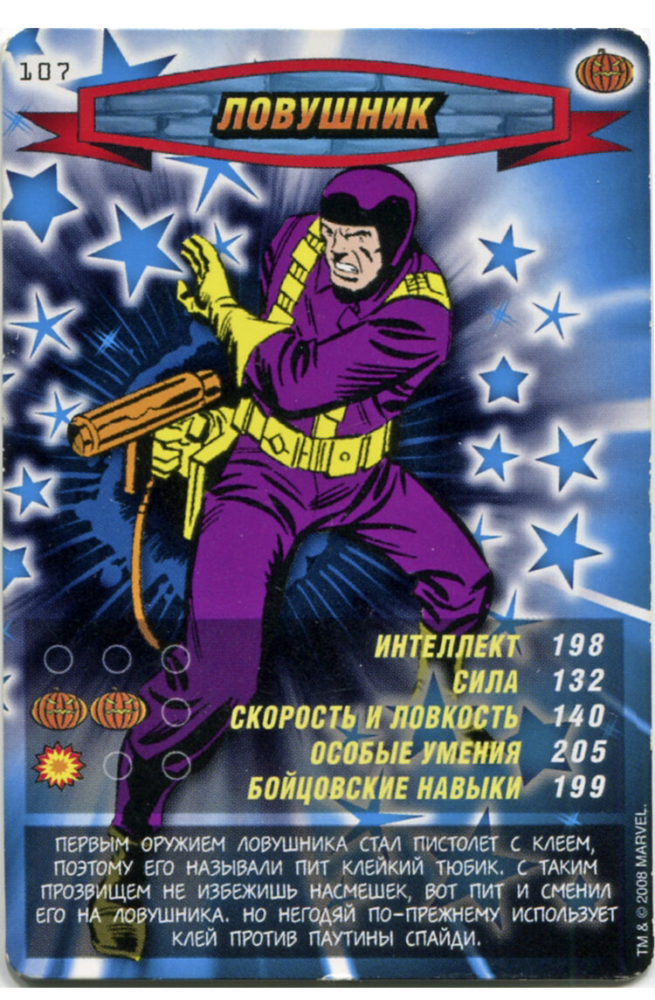 107
ЛОВУШНИК
ИНТЕЛЛЕКТ 198
СИЛА 132
СКОРОСТЬ И ЛОВКОСТЬ 140
ОСОБЫЕ УМЕНИЯ 205
БОЙЦОВСКИЕ НАВЫКИ 199
ПЕРВЫМ ОРУЖИЕМ ЛОВУШНИКА СТАЛ ПИСТОЛЕТ С КЛЕЕМ,
ПОЭТОМУ ЕГО НАЗЫВАЛИ ПИТ КЛЕЙКИЙ ТЮБИК. С ТАКИМ
ПРОЗВИЩЕМ НЕ ИЗБЕЖИШЬ НАСМЕШЕК, ВОТ ПИТ И СМЕНИЛ
ЕГО НА ЛОВУШНИКА. НО НЕГОДЯЙ ПО-ПРЕЖНЕМУ ИСПОЛЬЗУЕТ
КЛЕЙ ПРОТИВ ПАУТИНЫ СПАЙДИ.
TM & © 2008 MARVEL.